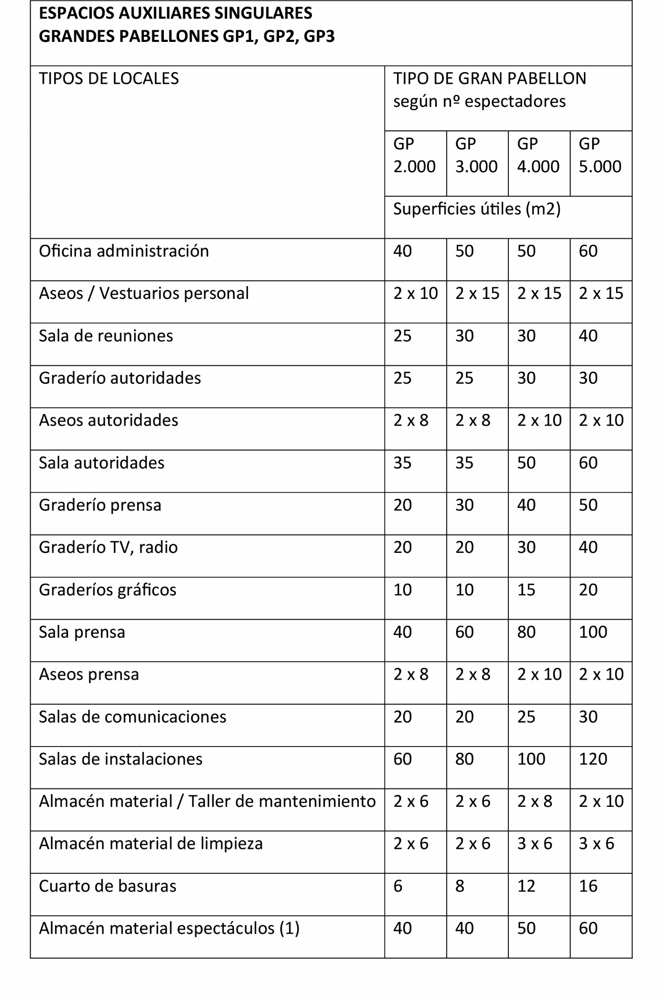 ESPACIOS AUXILIARES SINGULARES
GRANDES PABELLONES GP1, GP2, GP3
TIPOS DE LOCALES
TIPO DE GRAN PABELLON
según nº espectadores
GP 2.000 GP 3.000 GP 4.000 GP 5.000
Superficies útiles (m2)
Oficina administración 40 50 50 60
Aseos / Vestuarios personal 2 x 10 2 x 15 2 x 15 2 x 15
Sala de reuniones 25 30 30 40
Graderío autoridades 25 25 30 30
Aseos autoridades 2 x 8 2 x 8 2 x 10 2 x 10
Sala autoridades 35 35 50 60
Graderío prensa 20 30 40 50
Graderío TV, radio 20 20 30 40
Graderíos gráficos 10 10 15 20
Sala prensa 40 60 80 100
Aseos prensa 2 x 8 2 x 8 2 x 10 2 x 10
Salas de comunicaciones 20 20 25 30
Salas de instalaciones 60 80 100 120
Almacén material / Taller de mantenimiento 2 x 6 2 x 6 2 x 8 2 x 10
Almacén material de limpieza 2 x 6 2 x 6 3 x 6 3 x 6
Cuarto de basuras 6 8 12 16
Almacén material espectáculos (1) 40 40 50 60